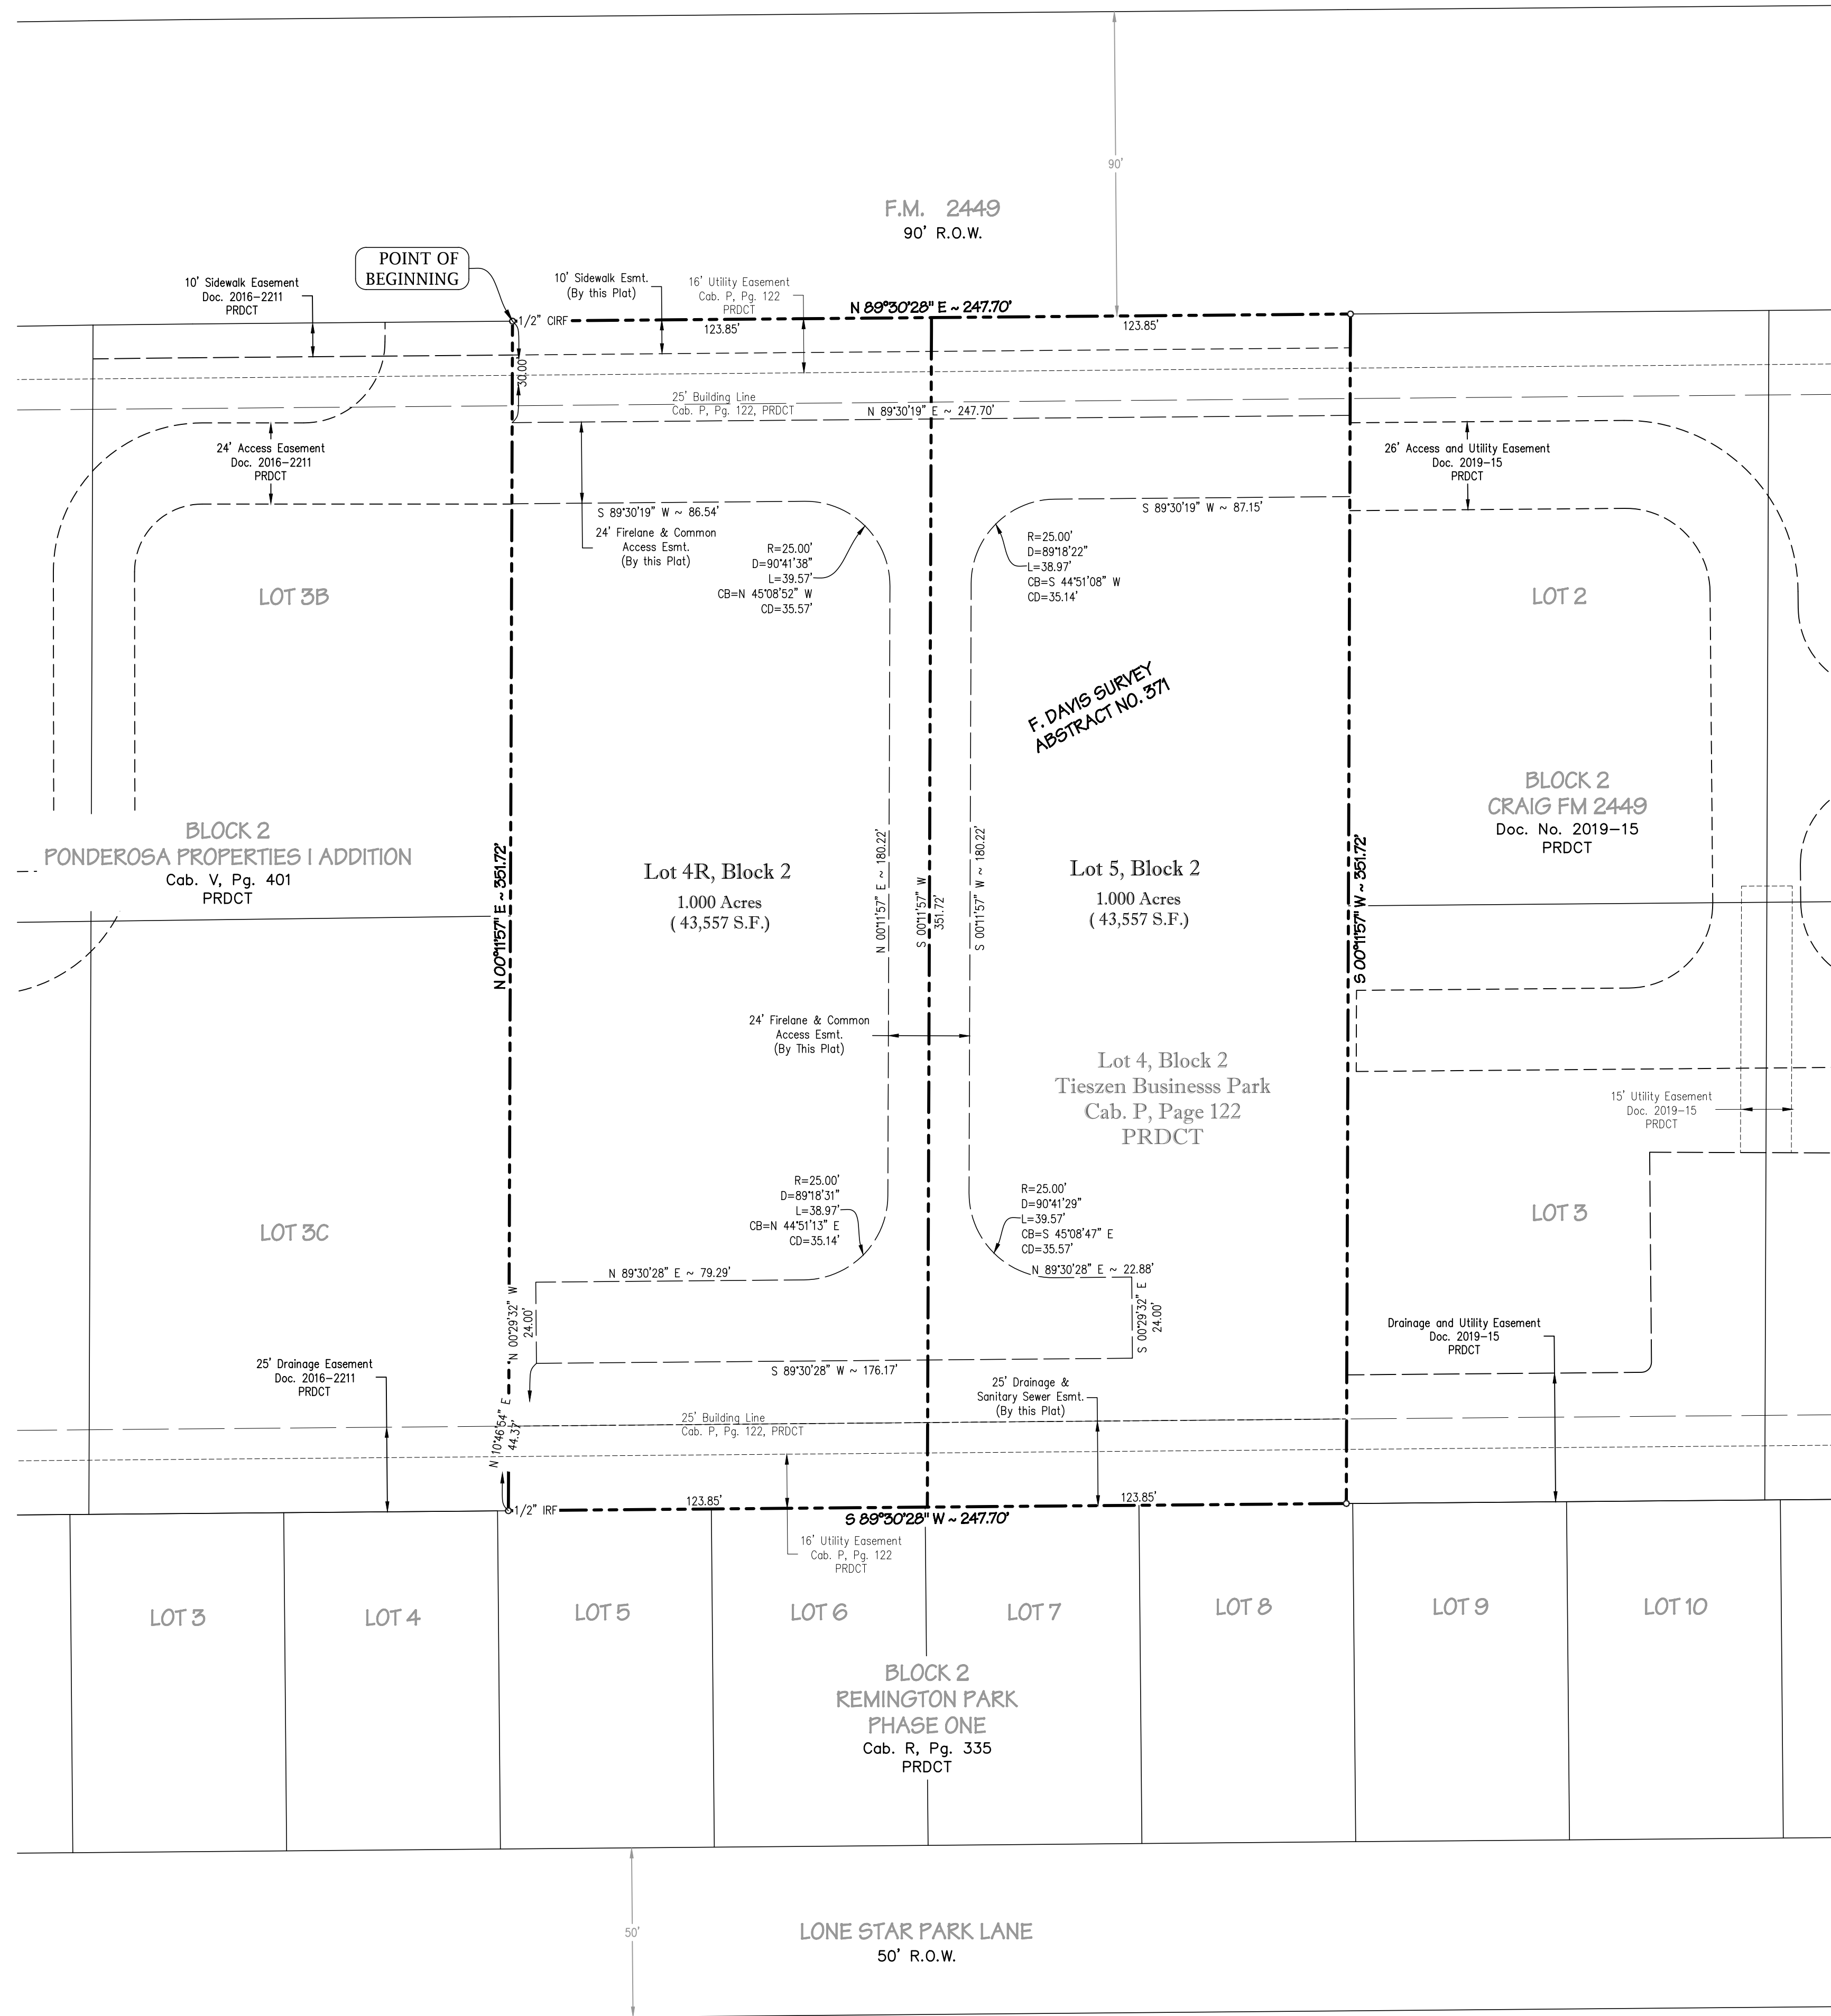 90'
F.M. 2449
90' R.O.W.
POINT OF
BEGINNING
10' Sidewalk Easement
Doc. 2016-2211
PRDCT
10' Sidewalk Esmt.
(By this Plat)
16' Utility Easement
Cab. P, Pg. 122
PRDCT
N 89°30'28" E ~ 247.70'
1/2" CIRF
123.85'
123.85'
30.00'
25' Building Line
Cab. P, Pg. 122, PRDCT
N 89°30'19" E ~ 247.70'
24' Access Easement
Doc. 2016-2211
PRDCT
26' Access and Utility Easement
Doc. 2019-15
PRDCT
S 89°30'19" W ~ 86.54'
S 89°30'19" W ~ 87.15'
24' Firelane & Common
Access Esmt.
(By this Plat)
R=25.00'
D=90°41'38"
L=39.57'
CB=N 45°08'52" W
CD=35.57'
R=25.00'
D=89°18'22"
L=38.97'
CB=S 44°51'08" W
CD=35.14'
LOT 3B
LOT 2
F. DAVIS SURVEY
ABSTRACT NO. 371
BLOCK 2
PONDEROSA PROPERTIES I ADDITION
Cab. V, Pg. 401
PRDCT
BLOCK 2
CRAIG FM 2449
Doc. No. 2019-15
PRDCT
N 00°11'57" E ~ 351.72'
Lot 4R, Block 2
1.000 Acres
( 43,557 S.F.)
N 00°11'57" E ~ 180.22'
S 00°11'57" W
351.72'
S 00°11'57" W ~ 180.22'
Lot 5, Block 2
1.000 Acres
( 43,557 S.F.)
S 00°11'57" W ~ 351.72'
24' Firelane & Common
Access Esmt.
(By This Plat)
Lot 4, Block 2
Tieszen Businesss Park
Cab. P, Page 122
PRDCT
15' Utility Easement
Doc. 2019-15
PRDCT
R=25.00'
D=89°18'31"
L=38.97'
CB=N 44°51'13" E
CD=35.14'
R=25.00'
D=90°41'29"
L=39.57'
CB=S 45°08'47" E
CD=35.57'
LOT 3C
LOT 3
N 89°30'28" E ~ 79.29'
N 89°30'28" E ~ 22.88'
N 00°29'32" W
24.00'
S 00°29'32" E
24.00'
Drainage and Utility Easement
Doc. 2019-15
PRDCT
25' Drainage Easement
Doc. 2016-2211
PRDCT
S 89°30'28" W ~ 176.17'
25' Drainage &
Sanitary Sewer Esmt.
(By this Plat)
N 10°46'54" E
44.37'
25' Building Line
Cab. P, Pg. 122, PRDCT
1/2" IRF
123.85'
123.85'
S 89°30'28" W ~ 247.70'
16' Utility Easement
Cab. P, Pg. 122
PRDCT
LOT 3
LOT 4
LOT 5
LOT 6
LOT 7
LOT 8
LOT 9
LOT 10
BLOCK 2
REMINGTON PARK
PHASE ONE
Cab. R, Pg. 335
PRDCT
50'
LONE STAR PARK LANE
50' R.O.W.